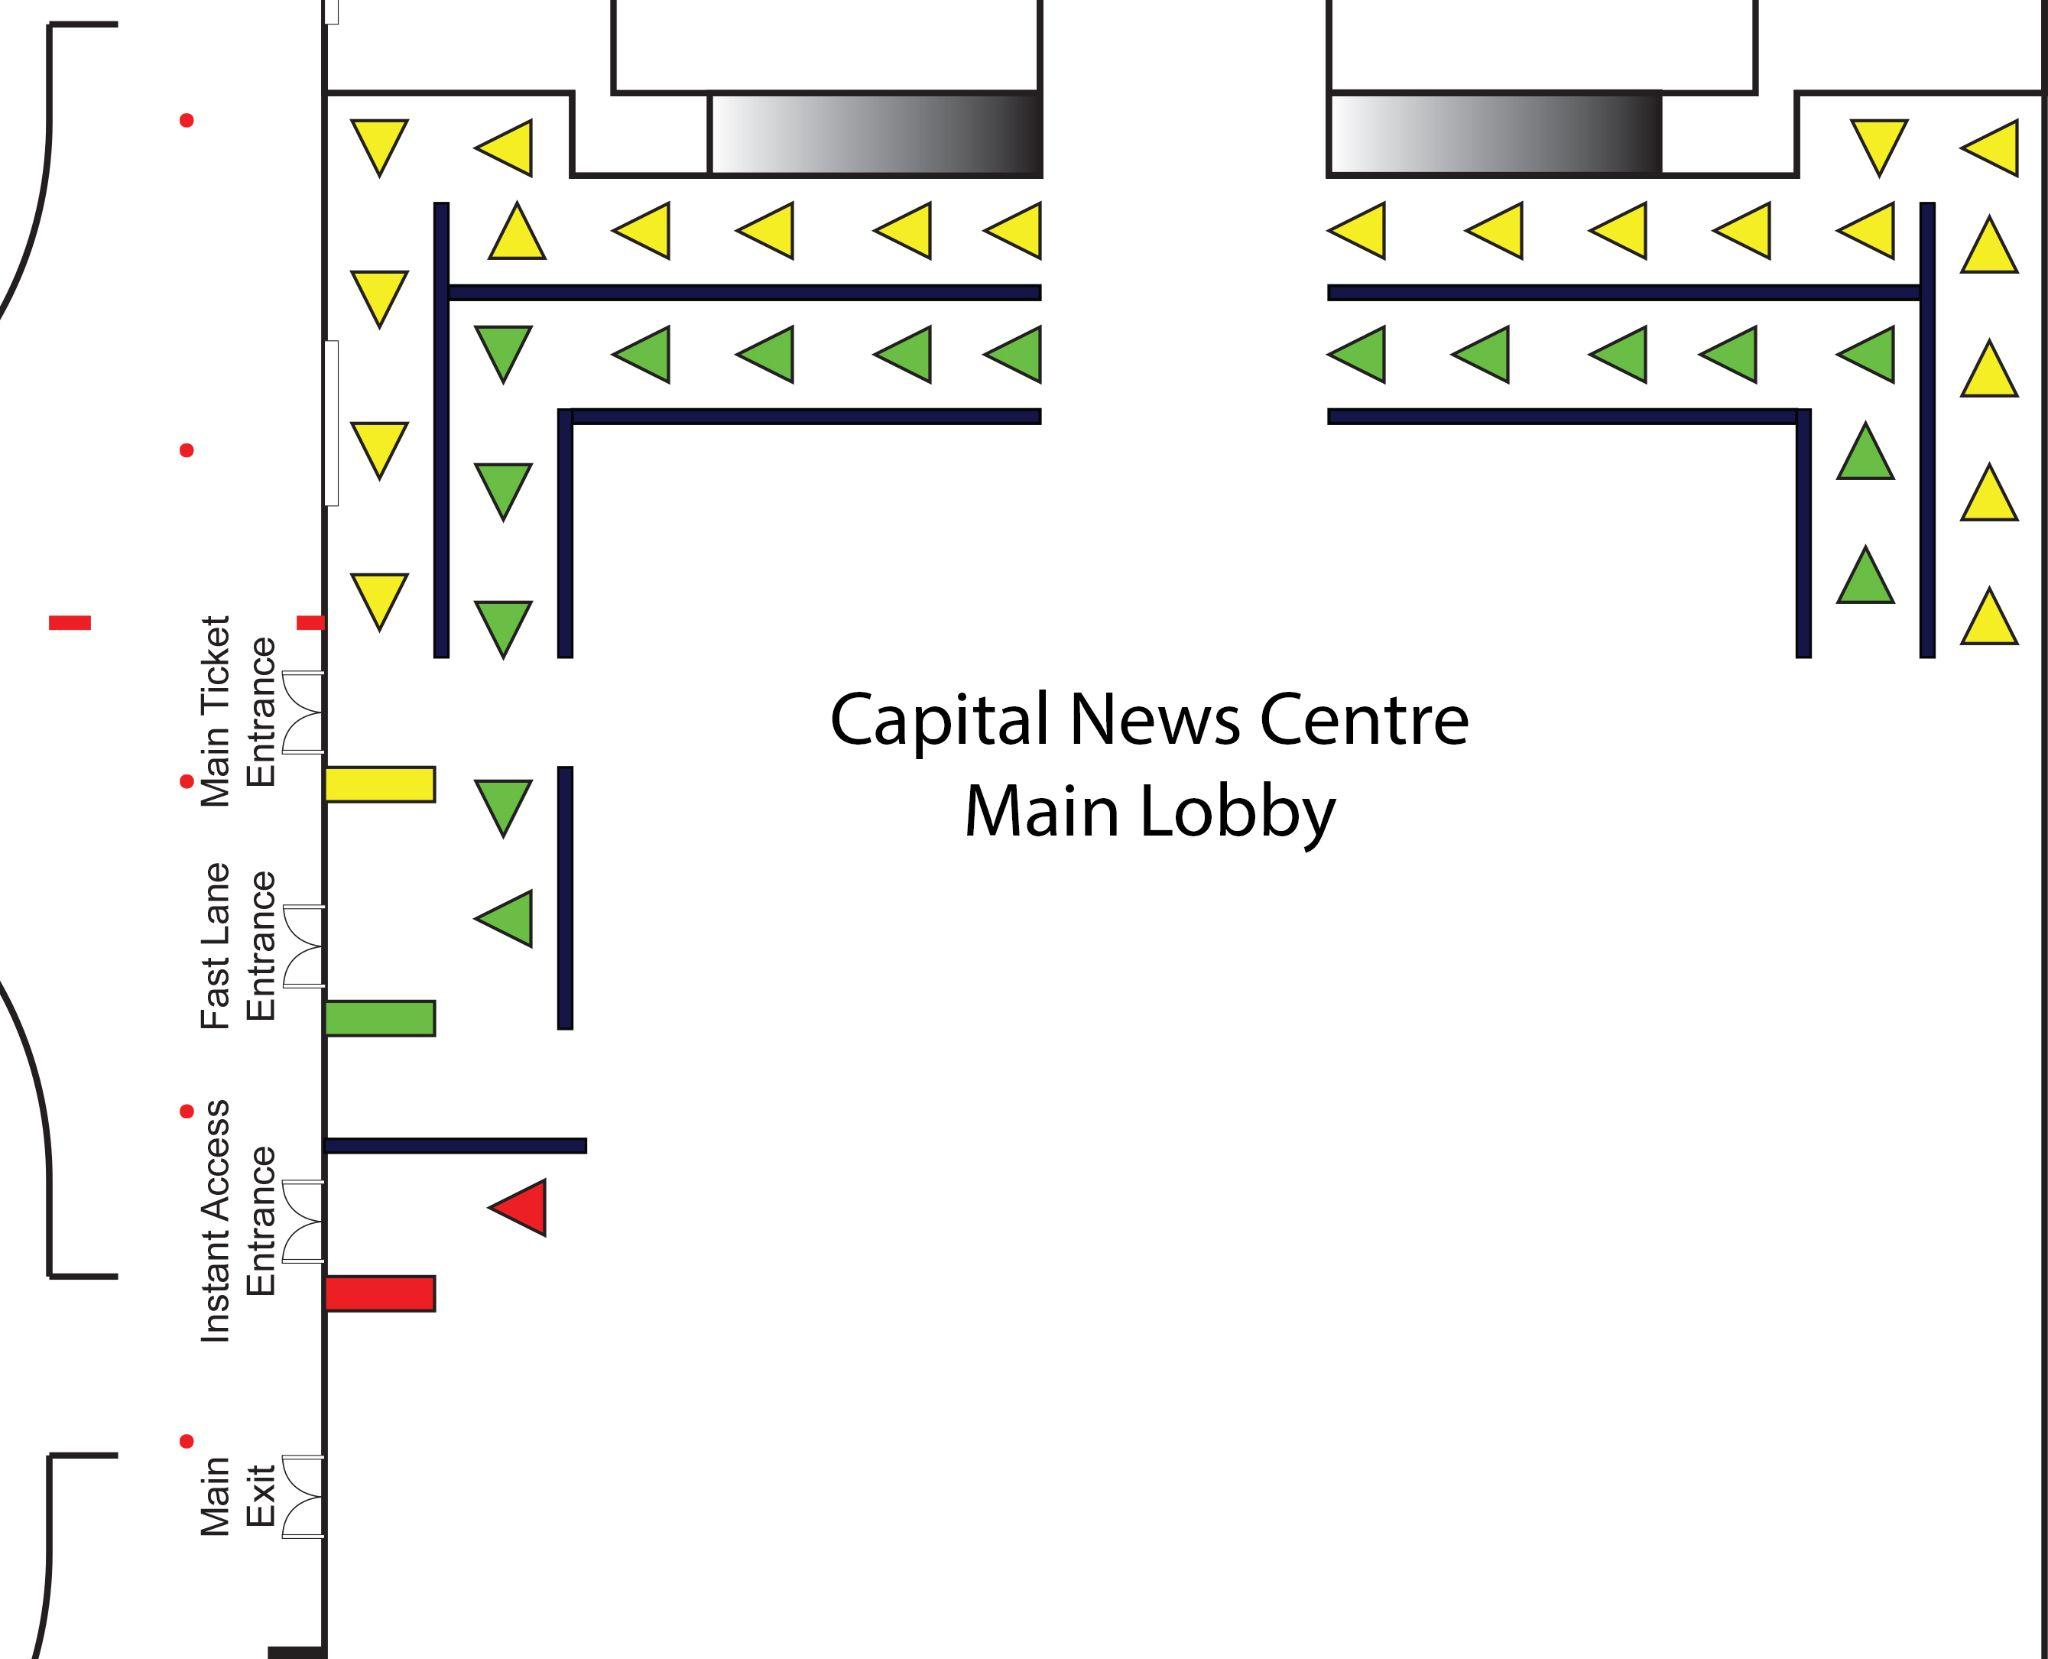 Main Ticket
Entrance
Fast Lane
Entrance
Instant Access
Entrance
Main
Exit
Capital News Centre
Main Lobby